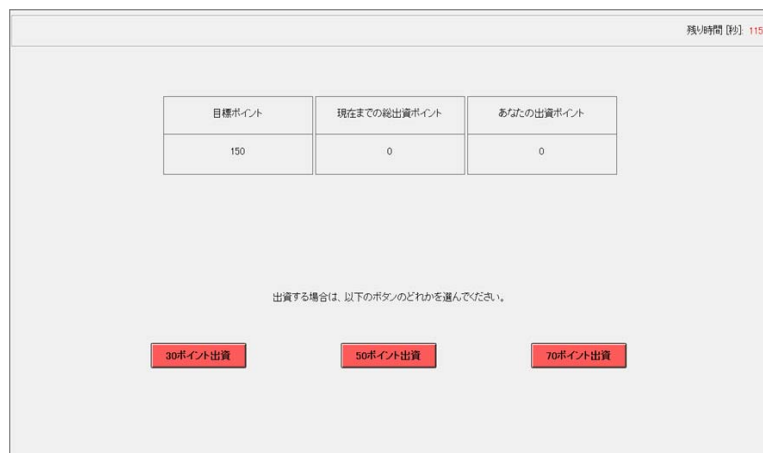 残り時間 [秒]: 115
目標ポイント 現在までの総出資ポイント あなたの出資ポイント
150 0 0
出資する場合は、以下のボタンのどれかを選んでください。
30ポイント出資 50ポイント出資 70ポイント出資